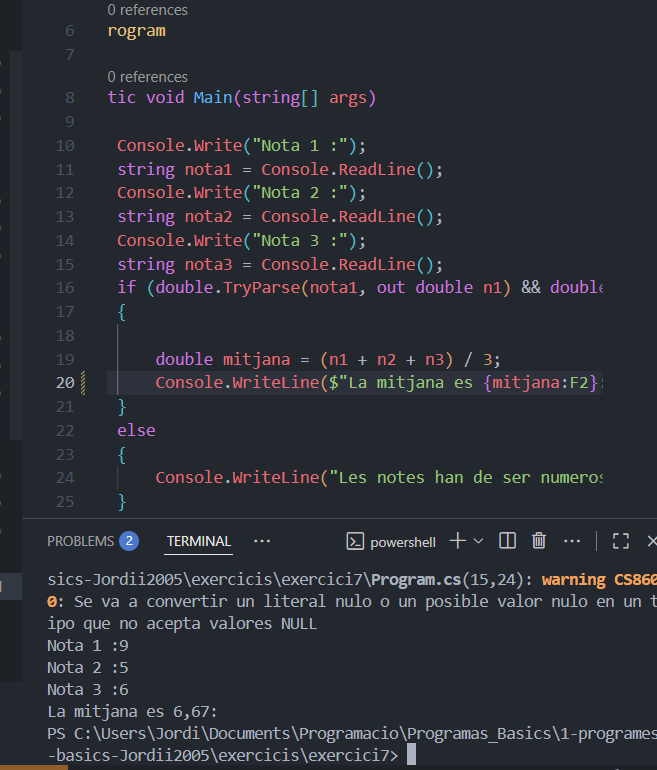 0 references
6 rogram
7
0 references
8 tic void Main(string[] args)
9
10 Console.Write("Nota 1 :");
11 string nota1 = Console.ReadLine();
12 Console.Write("Nota 2 :");
13 string nota2 = Console.ReadLine();
14 Console.Write("Nota 3 :");
15 string nota3 = Console.ReadLine();
16 if (double.TryParse(nota1, out double n1) && double
17 {
18
19 double mitjana = (n1 + n2 + n3) / 3;
20 Console.WriteLine($"La mitjana es {mitjana:F2}:
21 }
22 else
23 {
24 Console.WriteLine("Les notes han de ser numeros
25 }
PROBLEMS 2 TERMINAL ··· powershell ···
sics-Jordii2005\exercicis\exercici7\Program.cs(15,24): warning CS860
0: Se va a convertir un literal nulo o un posible valor nulo en un t
ipo que no acepta valores NULL
Nota 1 :9
Nota 2 :5
Nota 3 :6
La mitjana es 6,67:
PS C:\Users\Jordi\Documents\Programacio\Programas_Basics\1-programes
-basics-Jordii2005\exercicis\exercici7>